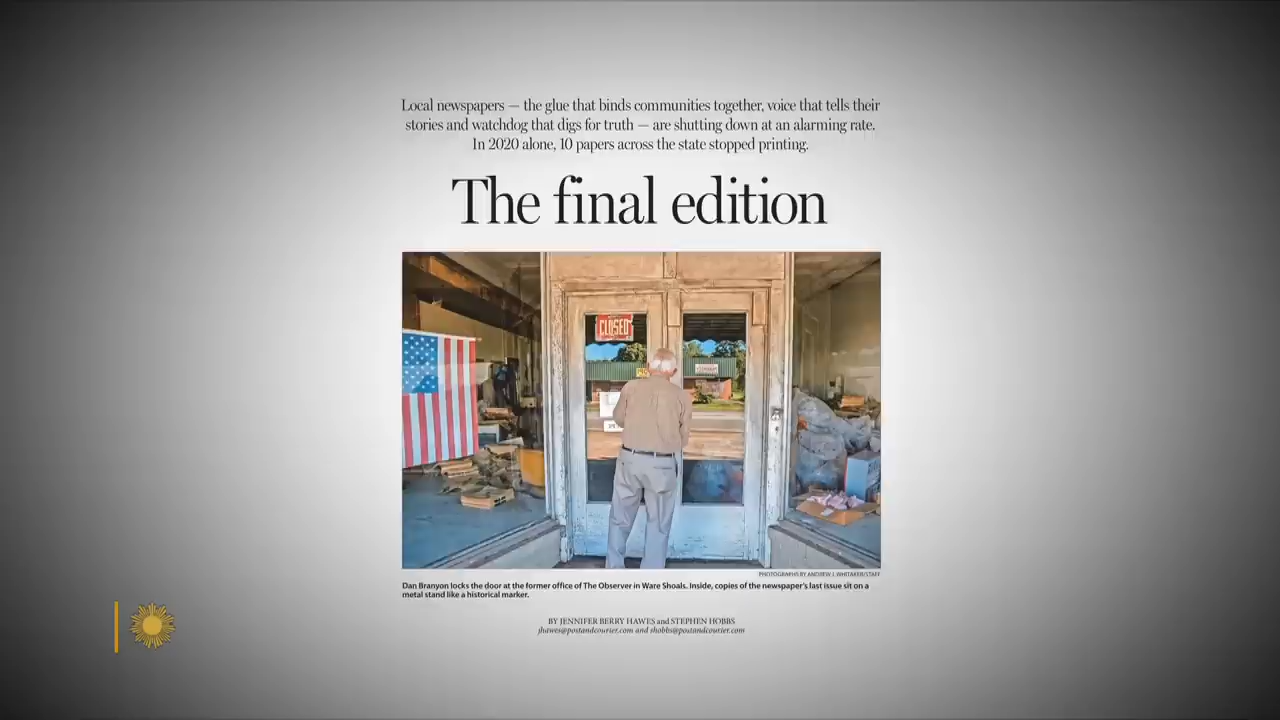 Local newspapers — the glue that binds communities together, voice that tells their
stories and watchdog that digs for truth — are shutting down at an alarming rate.
In 2020 alone, 10 papers across the state stopped printing.
The final edition
CLOSED
PHOTOGRAPHS BY ANDREW J. WHITAKER/STAFF
Dan Branyon locks the door at the former office of The Observer in Ware Shoals. Inside, copies of the newspaper's last issue sit on a
metal stand like a historical marker.
BY JENNIFER BERRY HAWES and STEPHEN HOBBS
jhawes@postandcourier.com and shobbs@postandcourier.com